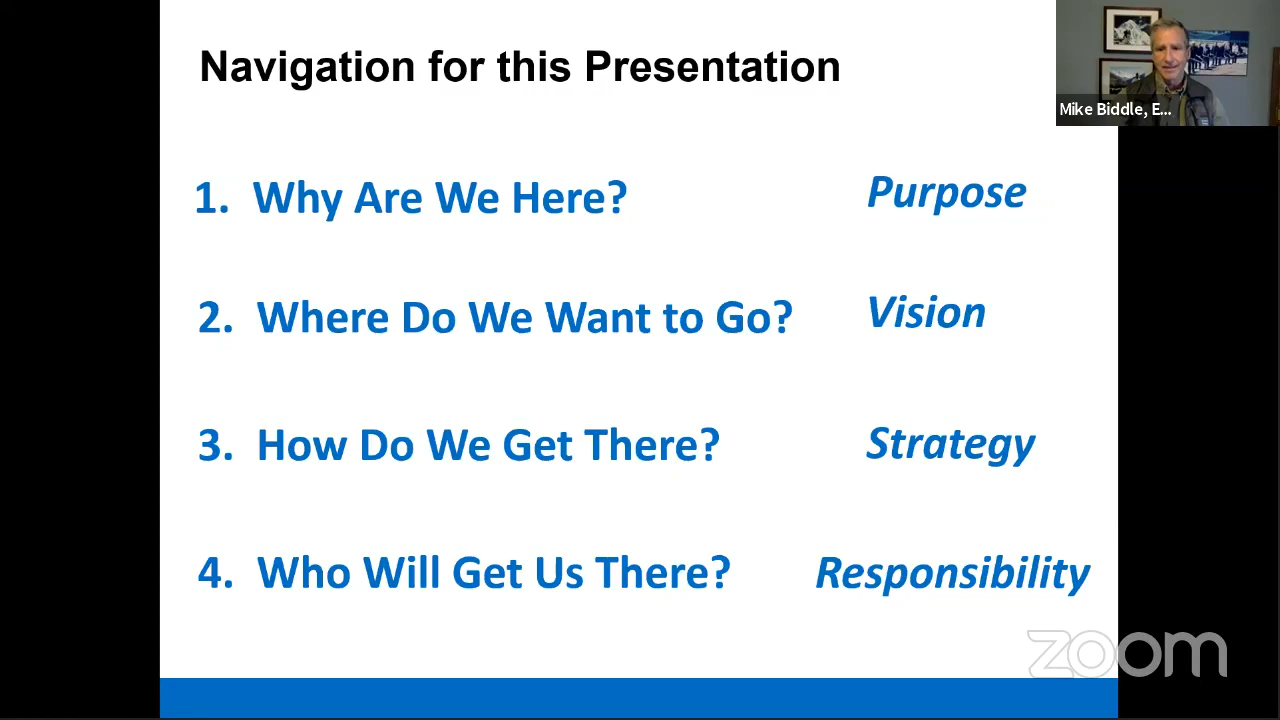 Navigation for this Presentation
Mike Biddle, E...
1. Why Are We Here? Purpose
2. Where Do We Want to Go? Vision
3. How Do We Get There? Strategy
4. Who Will Get Us There? Responsibility
zoom